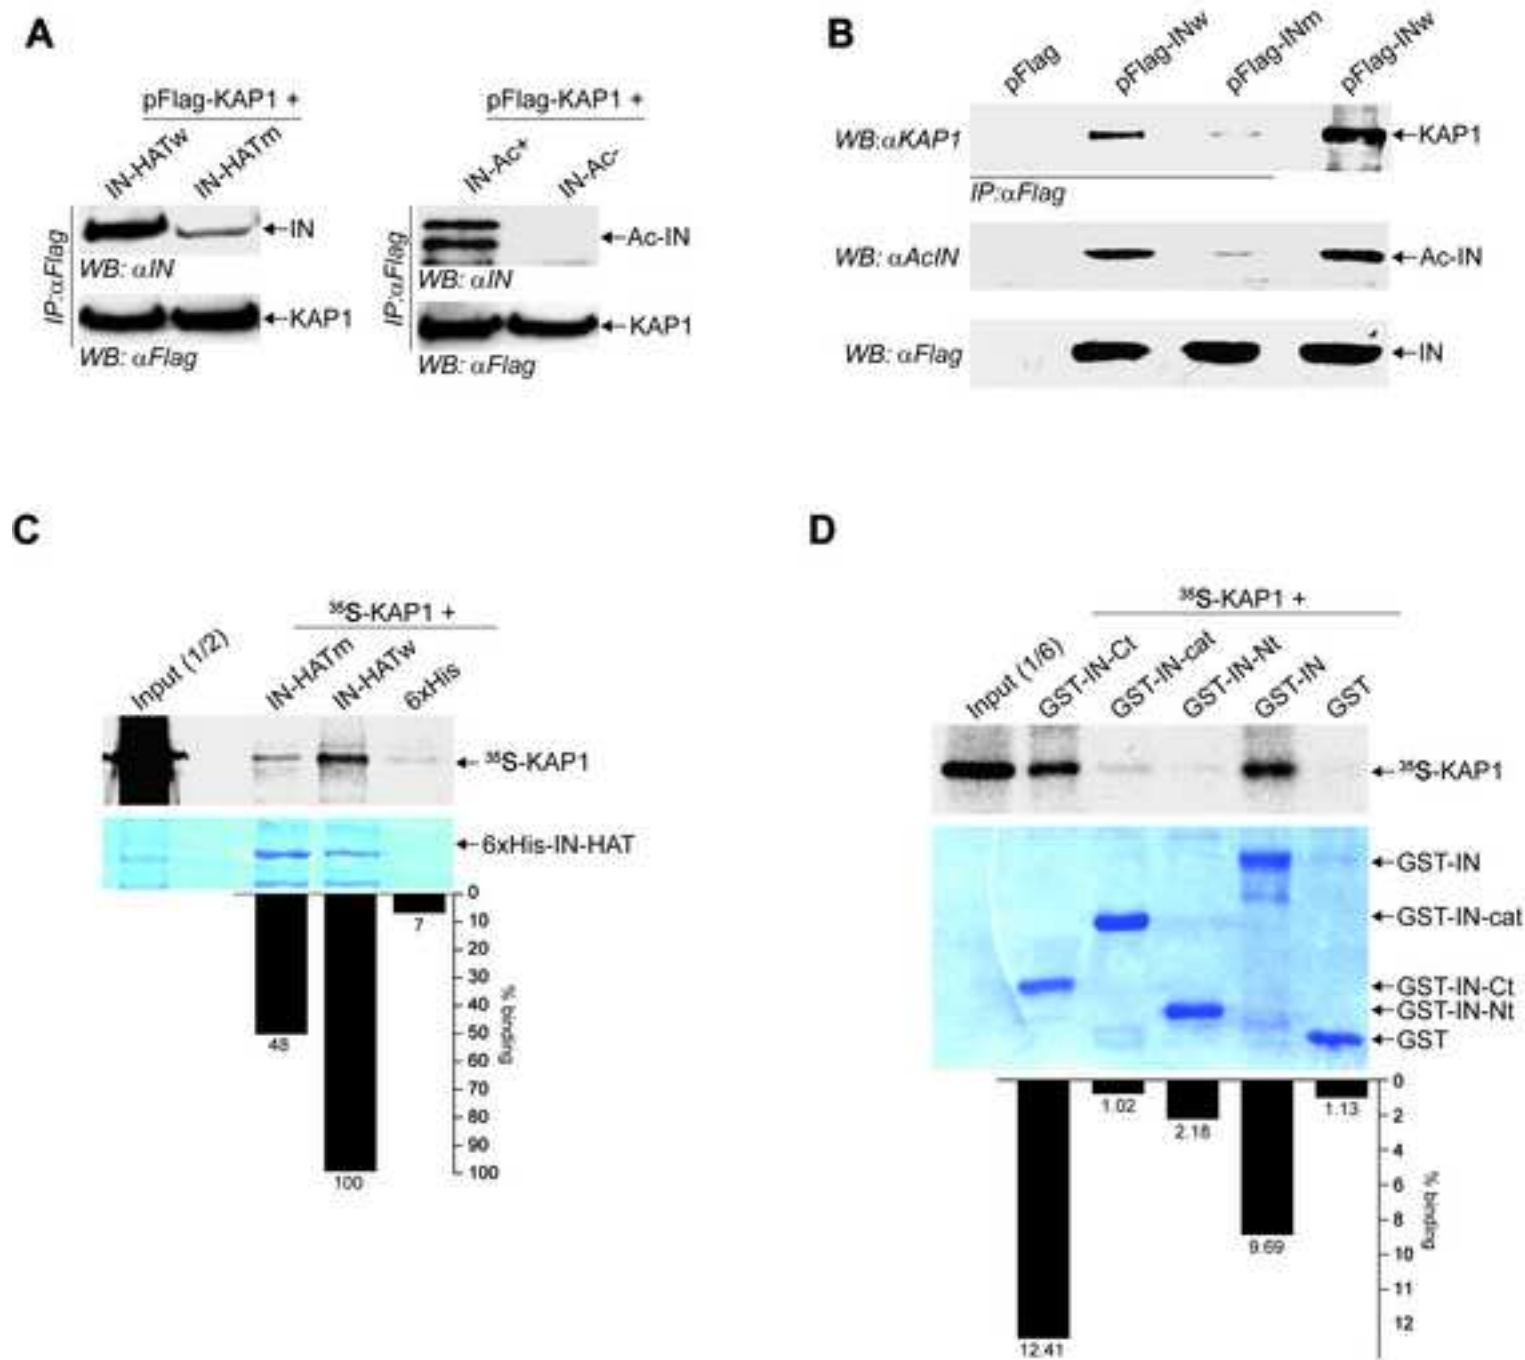 A
pFlag-KAP1 +
IN-HATw
IN-HATm
IP:αFlag
←IN
WB: αIN
←KAP1
WB: αFlag
pFlag-KAP1 +
IN-Ac+
IN-Ac-
IP:αFlag
←Ac-IN
WB: αIN
←KAP1
WB: αFlag
B
pFlag
pFlag-INw
pFlag-INm
pFlag-INw
WB:αKAP1
←KAP1
IP:αFlag
WB: αAcIN
←Ac-IN
WB: αFlag
←IN
C
³⁵S-KAP1 +
Input (1/2)
IN-HATm
IN-HATw
6xHis
←³⁵S-KAP1
←6xHis-IN-HAT
0
10
20
30
40
50
60
70
80
90
100
% binding
48
100
7
D
³⁵S-KAP1 +
Input (1/6)
GST-IN-Ct
GST-IN-cat
GST-IN-Nt
GST-IN
GST
←³⁵S-KAP1
←GST-IN
←GST-IN-cat
←GST-IN-Ct
←GST-IN-Nt
←GST
0
2
4
6
8
10
11
12
% binding
12.41
1.02
2.18
9.69
1.13